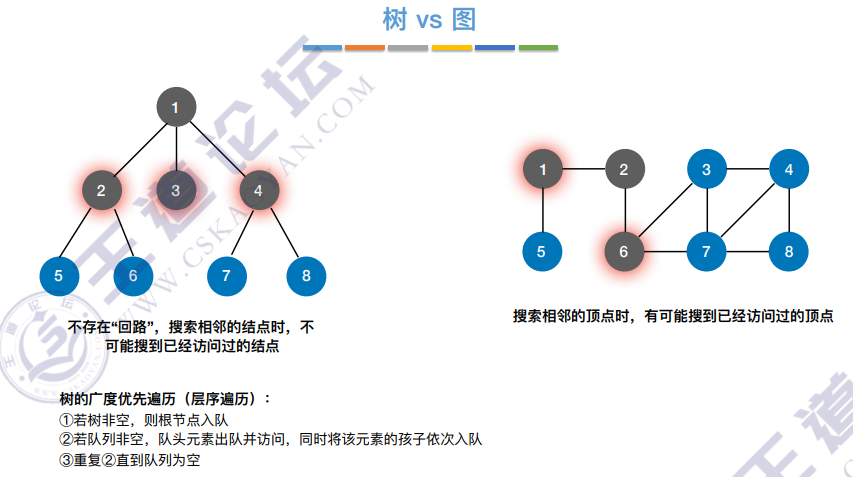 树 vs 图
1
2
3
4
5
6
7
8
不存在“回路”，搜索相邻的结点时，不
可能搜到已经访问过的结点
1
2
3
4
5
6
7
8
搜索相邻的顶点时，有可能搜到已经访问过的顶点
树的广度优先遍历（层序遍历）：
①若树非空，则根节点入队
②若队列非空，队头元素出队并访问，同时将该元素的孩子依次入队
③重复②直到队列为空
王道论坛
WWW.CSKAOYAN.COM